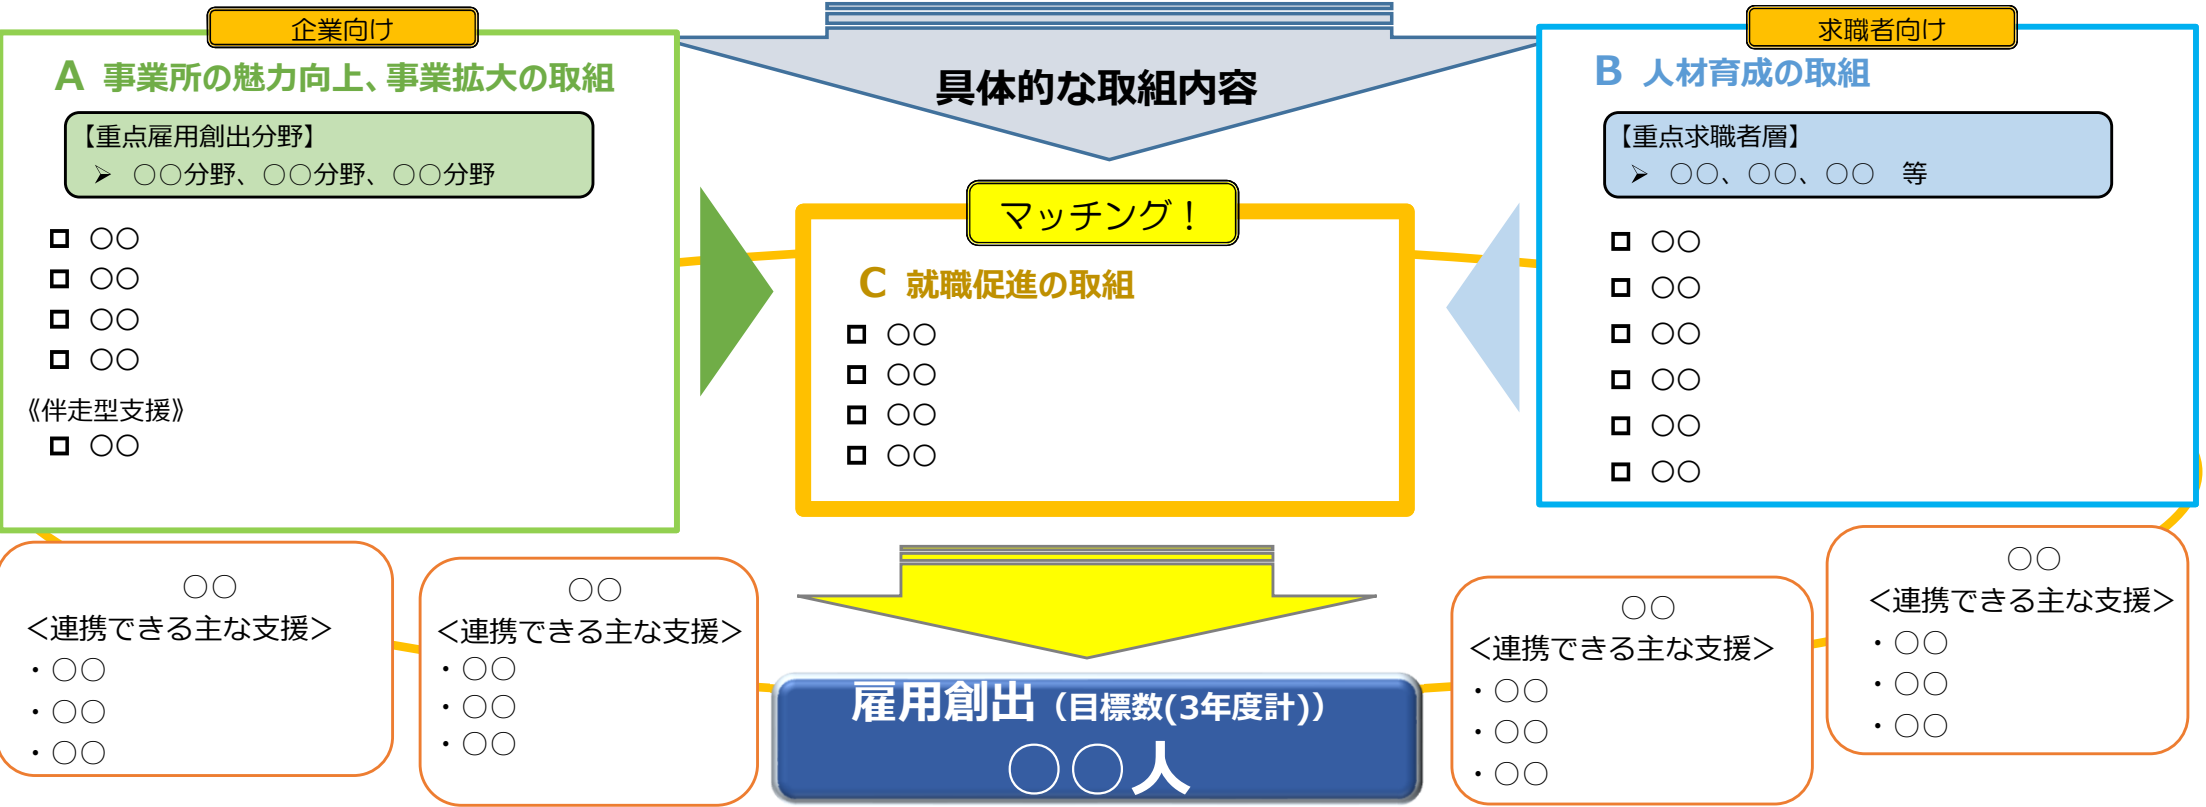 企業向け
A 事業所の魅力向上、事業拡大の取組
【重点雇用創出分野】
➢ ○○分野、○○分野、○○分野
□ ○○
□ ○○
□ ○○
□ ○○
《伴走型支援》
□ ○○
具体的な取組内容
マッチング！
C 就職促進の取組
□ ○○
□ ○○
□ ○○
□ ○○
求職者向け
B 人材育成の取組
【重点求職者層】
➢ ○○、○○、○○　等
□ ○○
□ ○○
□ ○○
□ ○○
□ ○○
□ ○○
○○
＜連携できる主な支援＞
・○○
・○○
・○○
○○
＜連携できる主な支援＞
・○○
・○○
・○○
雇用創出（目標数(3年度計)）
○○人
○○
＜連携できる主な支援＞
・○○
・○○
・○○
○○
＜連携できる主な支援＞
・○○
・○○
・○○